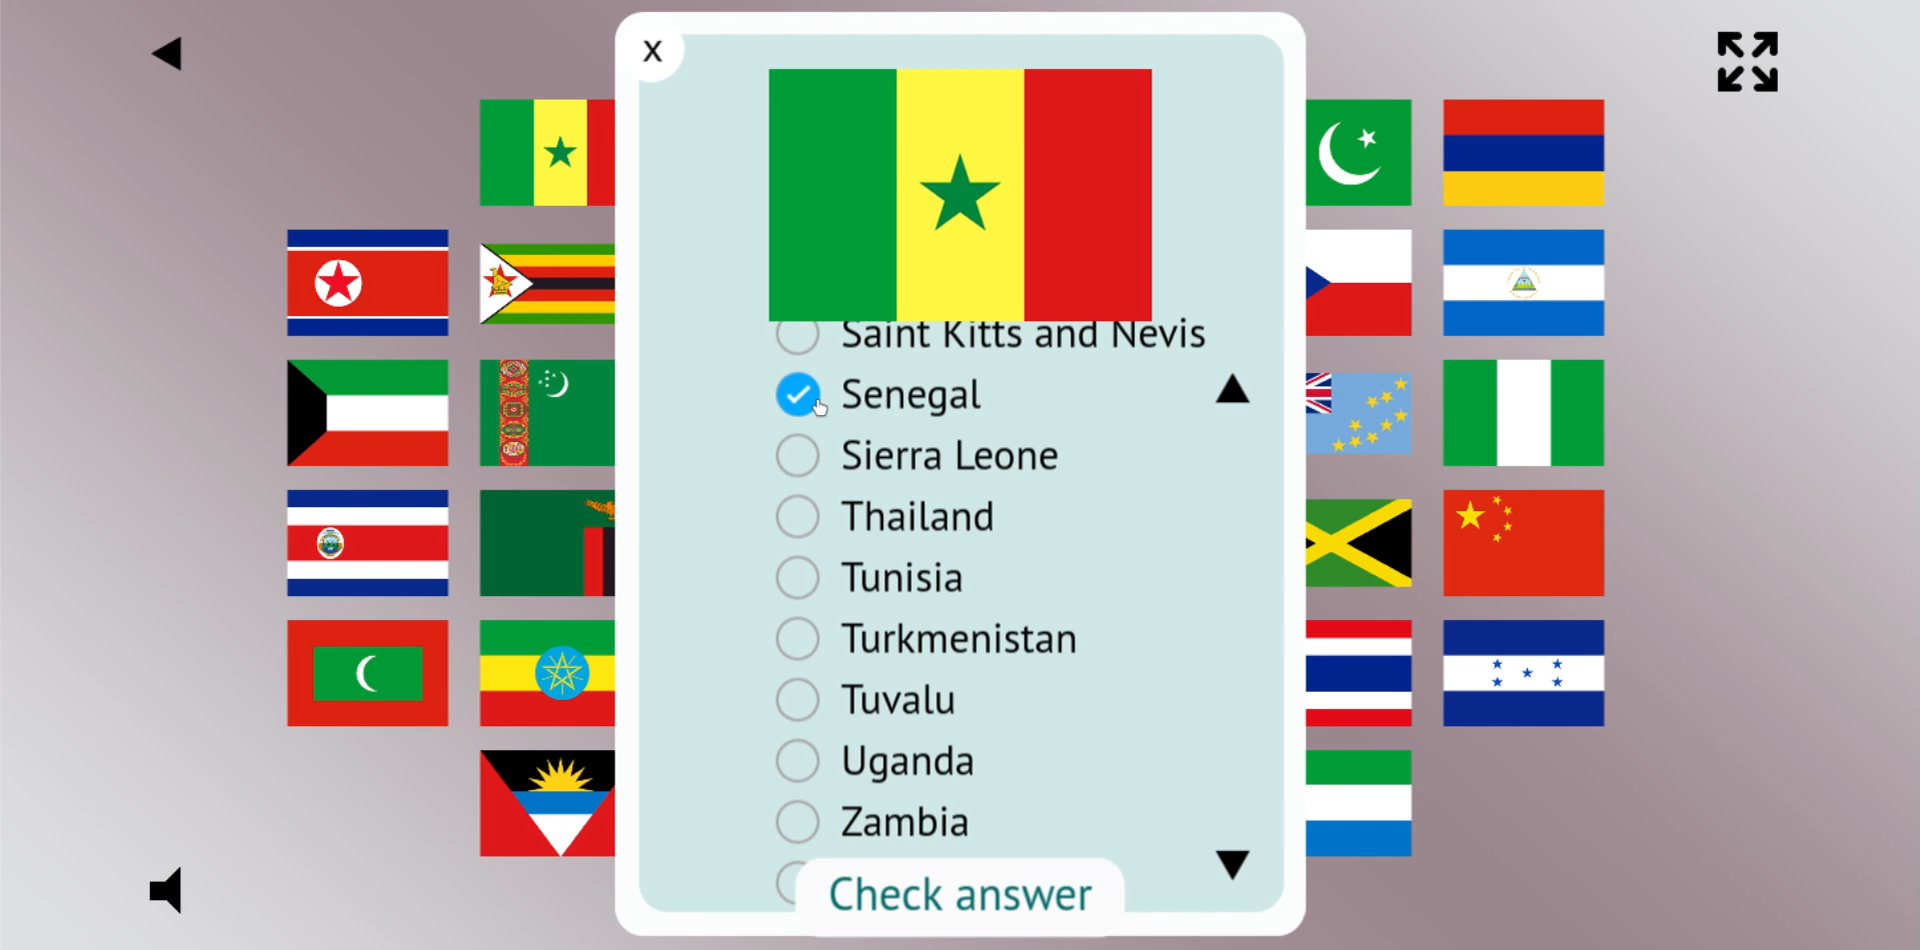 x
Saint Kitts and Nevis
Senegal
Sierra Leone
Thailand
Tunisia
Turkmenistan
Tuvalu
Uganda
Zambia
Check answer